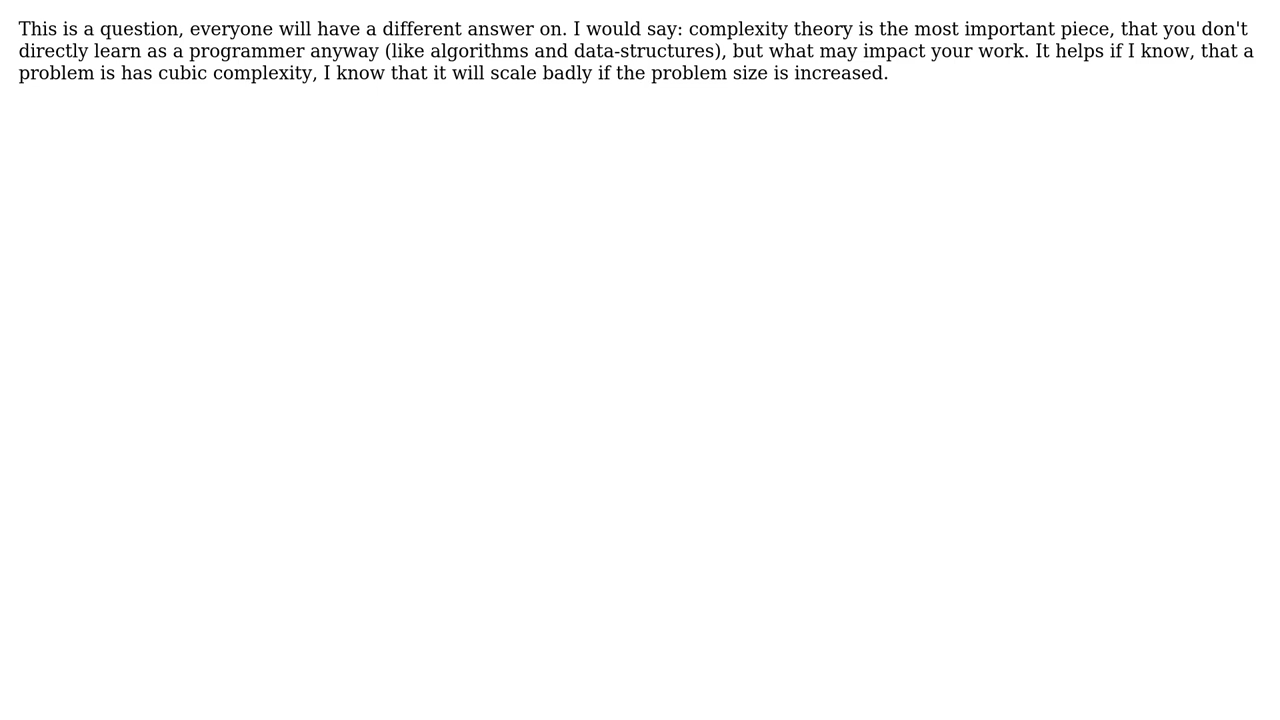 This is a question, everyone will have a different answer on. I would say: complexity theory is the most important piece, that you don't
directly learn as a programmer anyway (like algorithms and data-structures), but what may impact your work. It helps if I know, that a
problem is has cubic complexity, I know that it will scale badly if the problem size is increased.